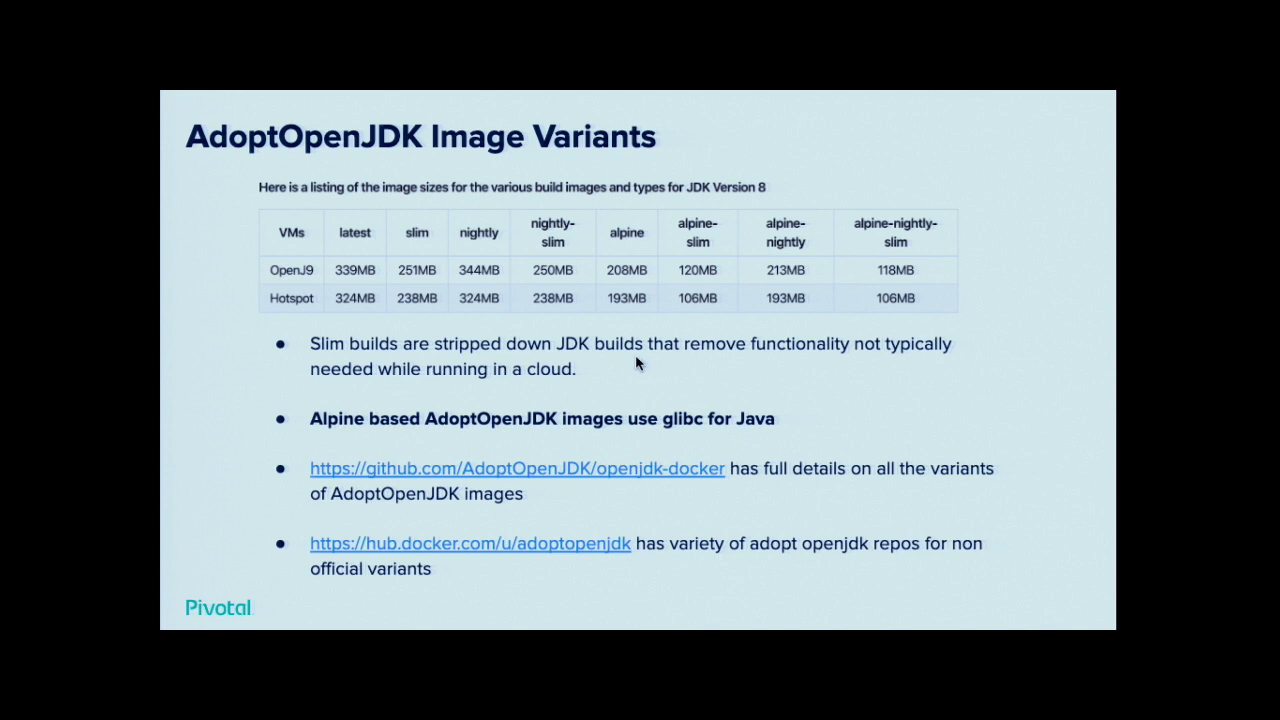 AdoptOpenJDK Image Variants
Here is a listing of the image sizes for the various build images and types for JDK Version 8
VMs latest slim nightly nightly-slim alpine alpine-slim alpine-nightly alpine-nightly-slim
OpenJ9 339MB 251MB 344MB 250MB 208MB 120MB 213MB 118MB
Hotspot 324MB 238MB 324MB 238MB 193MB 106MB 193MB 106MB
● Slim builds are stripped down JDK builds that remove functionality not typically
needed while running in a cloud.
● Alpine based AdoptOpenJDK images use glibc for Java
● https://github.com/AdoptOpenJDK/openjdk-docker has full details on all the variants
of AdoptOpenJDK images
● https://hub.docker.com/u/adoptopenjdk has variety of adopt openjdk repos for non
official variants
Pivotal